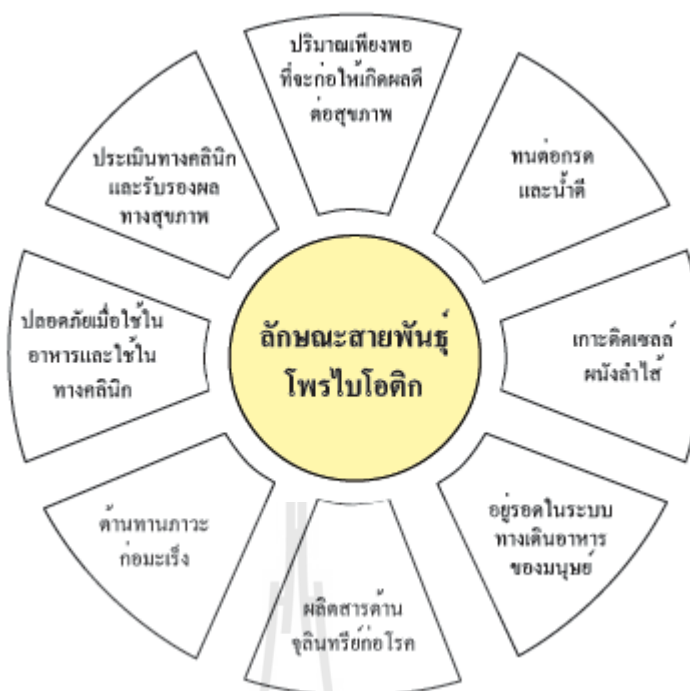 ปริมาณเพียงพอ
ที่จะก่อให้เกิดผลดี
ต่อสุขภาพ
ทนต่อกรด
และน้ำดี
เกาะติดเซลล์
ผนังลำไส้
อยู่รอดในระบบ
ทางเดินอาหาร
ของมนุษย์
ผลิตสารต้าน
จุลินทรีย์ก่อโรค
ต้านทานภาวะ
ก่อมะเร็ง
ปลอดภัยเมื่อใช้ใน
อาหารและใช้ใน
ทางคลินิก
ประเมินทางคลินิก
และรับรองผล
ทางสุขภาพ
ลักษณะสายพันธุ์
โพรไบโอติก